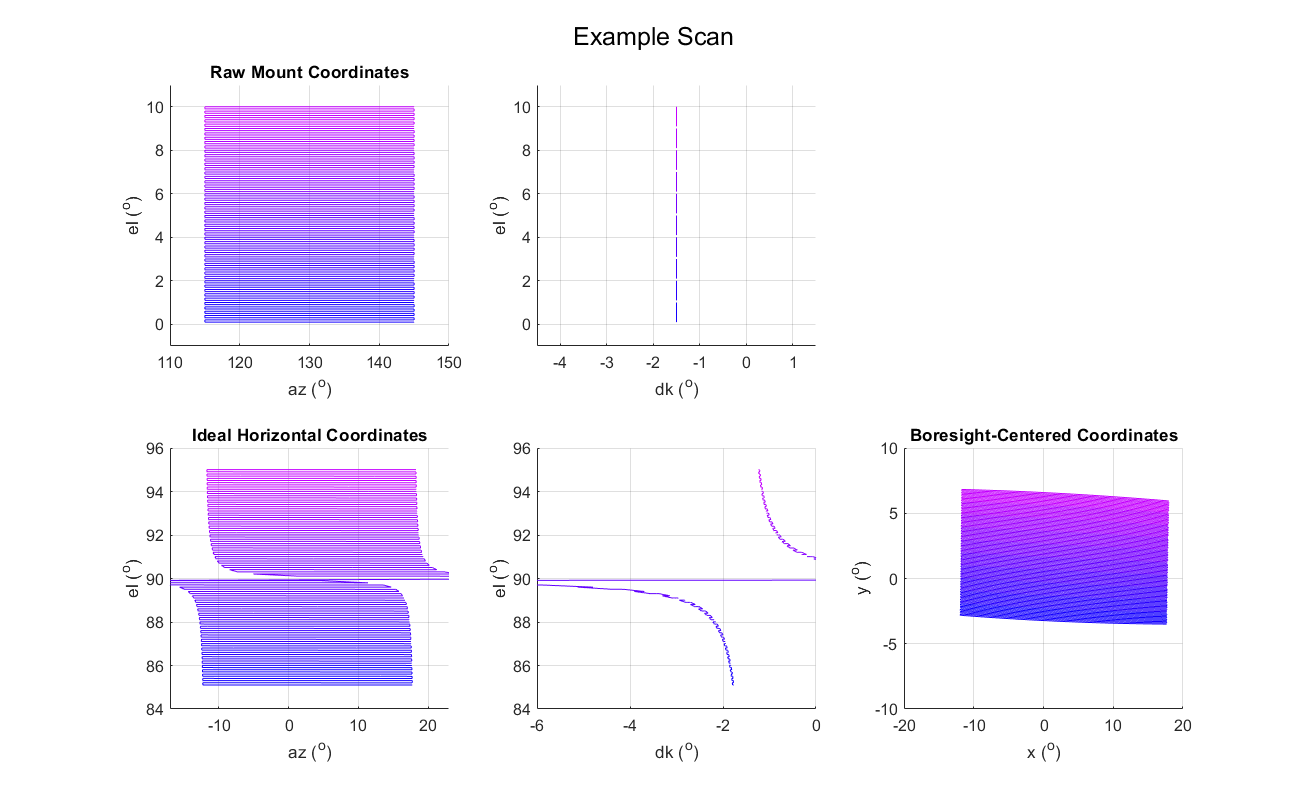 Example Scan
Raw Mount Coordinates
10
8
6
4
2
0
el (°)
110 120 130 140 150
az (°)
10
8
6
4
2
0
el (°)
-4 -3 -2 -1 0 1
dk (°)
Ideal Horizontal Coordinates
96
94
92
90
88
86
84
el (°)
-10 0 10 20
az (°)
96
94
92
90
88
86
84
el (°)
-6 -4 -2 0
dk (°)
Boresight-Centered Coordinates
10
5
0
-5
-10
y (°)
-20 -10 0 10 20
x (°)